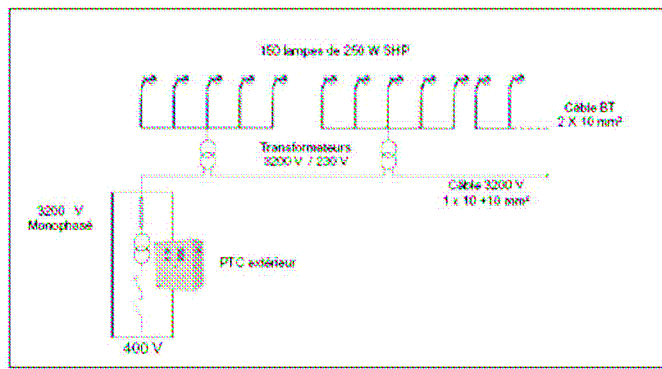 150 lampes de 250 W SHP
Câble BT
2 X 10 mm²
Transformateurs
3200 V / 230 V
Câble 3200 V
1 x 10 +10 mm²
3200 V
Monophasé
PTC extérieur
400 V